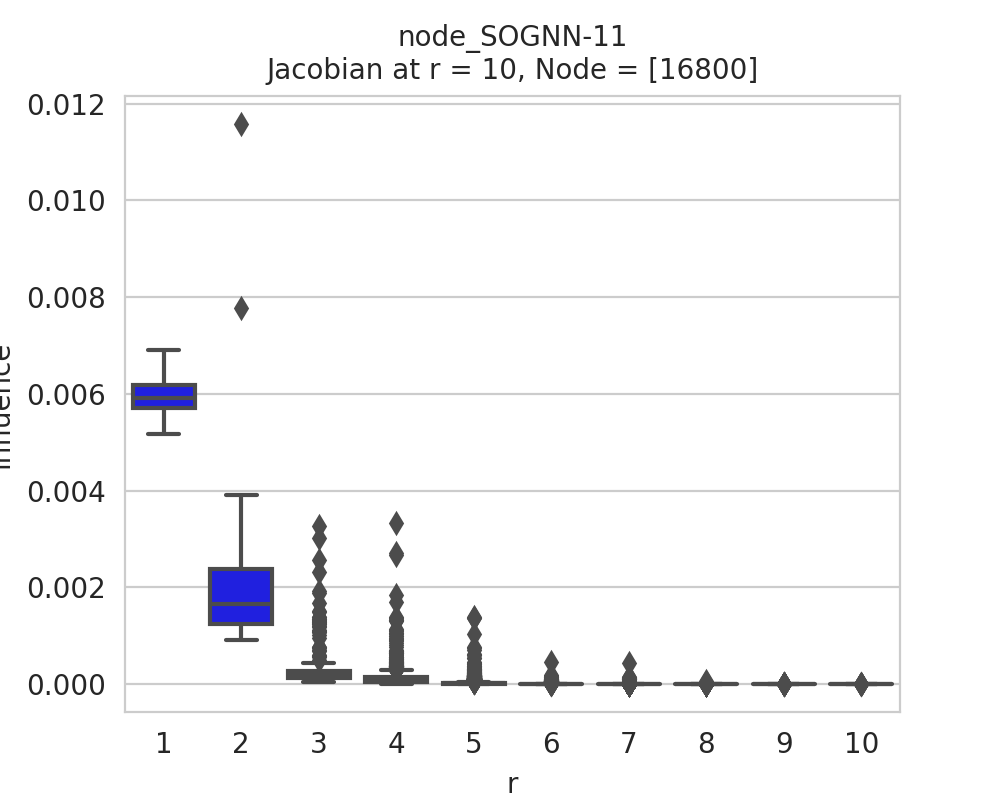 node_SOGNN-11
Jacobian at r = 10, Node = [16800]
0.012
0.010
0.008
0.006
0.004
0.002
0.000
1 2 3 4 5 6 7 8 9 10
r